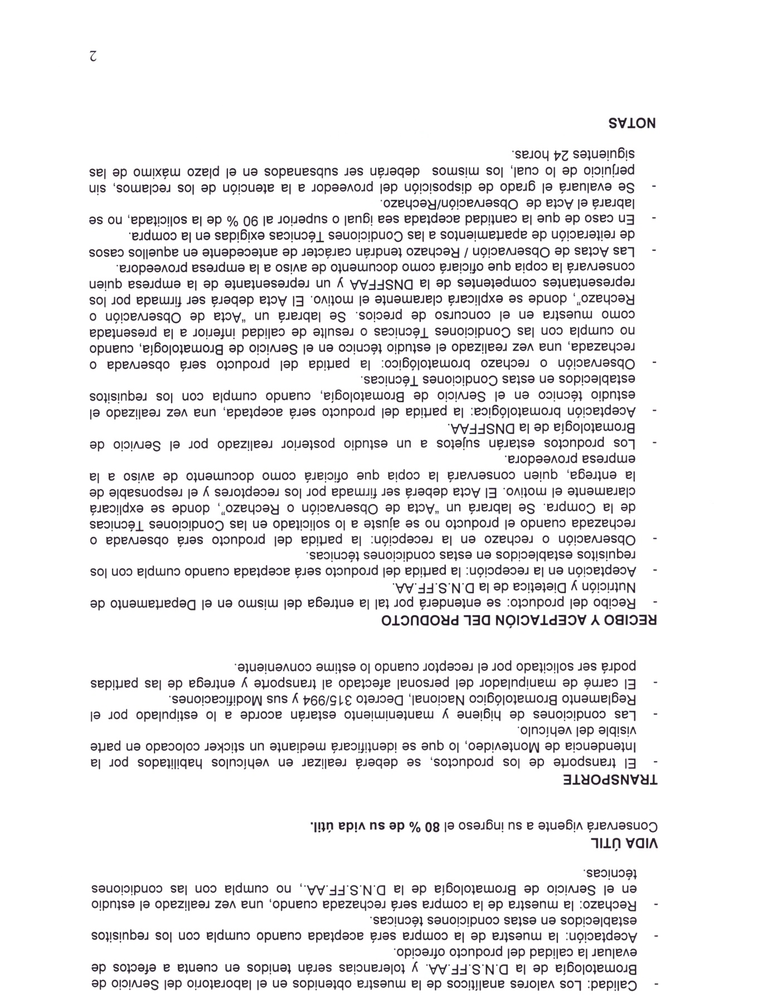 - Calidad: Los valores analíticos de la muestra obtenidos en el laboratorio del Servicio de
Bromatología de la D.N.S.FF.AA. y tolerancias serán tenidos en cuenta a efectos de
evaluar la calidad del producto ofrecido.
- Aceptación: la muestra de la compra será aceptada cuando cumpla con los requisitos
establecidos en estas condiciones técnicas.
- Rechazo: la muestra de la compra será rechazada cuando, una vez realizado el estudio
en el Servicio de Bromatología de la D.N.S.FF.AA., no cumpla con las condiciones
técnicas.
VIDA ÚTIL
Conservará vigente a su ingreso el 80 % de su vida útil.
TRANSPORTE
- El transporte de los productos, se deberá realizar en vehículos habilitados por la
Intendencia de Montevideo, lo que se identificará mediante un sticker colocado en parte
visible del vehículo.
- Las condiciones de higiene y mantenimiento estarán acorde a lo estipulado por el
Reglamento Bromatológico Nacional, Decreto 315/994 y sus Modificaciones.
- El carné de manipulador del personal afectado al transporte y entrega de las partidas
podrá ser solicitado por el receptor cuando lo estime conveniente.
RECIBO Y ACEPTACIÓN DEL PRODUCTO
- Recibo del producto: se entenderá por tal la entrega del mismo en el Departamento de
Nutrición y Dietetica de la D.N.S.FF.AA.
- Aceptación en la recepción: la partida del producto será aceptada cuando cumpla con los
requisitos establecidos en estas condiciones técnicas.
- Observación o rechazo en la recepción: la partida del producto será observada o
rechazada cuando el producto no se ajuste a lo solicitado en las Condiciones Técnicas
de la Compra. Se labrará un “Acta de Observación o Rechazo”, donde se explicará
claramente el motivo. El Acta deberá ser firmada por los receptores y el responsable de
la entrega, quien conservará la copia que oficiará como documento de aviso a la
empresa proveedora.
- Los productos estarán sujetos a un estudio posterior realizado por el Servicio de
Bromatología de la DNSFFAA.
- Aceptación bromatológica: la partida del producto será aceptada, una vez realizado el
estudio técnico en el Servicio de Bromatología, cuando cumpla con los requisitos
establecidos en estas Condiciones Técnicas.
- Observación o rechazo bromatológico: la partida del producto será observada o
rechazada, una vez realizado el estudio técnico en el Servicio de Bromatología, cuando
no cumpla con las Condiciones Técnicas o resulte de calidad inferior a la presentada
como muestra en el concurso de precios. Se labrará un “Acta de Observación o
Rechazo”, donde se explicará claramente el motivo. El Acta deberá ser firmada por los
representantes competentes de la DNSFFAA y un representante de la empresa quien
conservará la copia que oficiará como documento de aviso a la empresa proveedora.
- Las Actas de Observación / Rechazo tendrán carácter de antecedente en aquellos casos
de reiteración de apartamientos a las Condiciones Técnicas exigidas en la compra.
- En caso de que la cantidad aceptada sea igual o superior al 90 % de la solicitada, no se
labrará el Acta de Observación/Rechazo.
- Se evaluará el grado de disposición del proveedor a la atención de los reclamos, sin
perjuicio de lo cual, los mismos deberán ser subsanados en el plazo máximo de las
siguientes 24 horas.
NOTAS
2